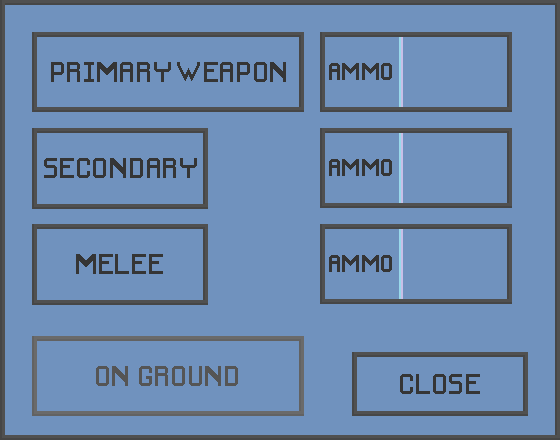 PRIMARY WEAPON AMMO
SECONDARY AMMO
MELEE AMMO
ON GROUND
CLOSE